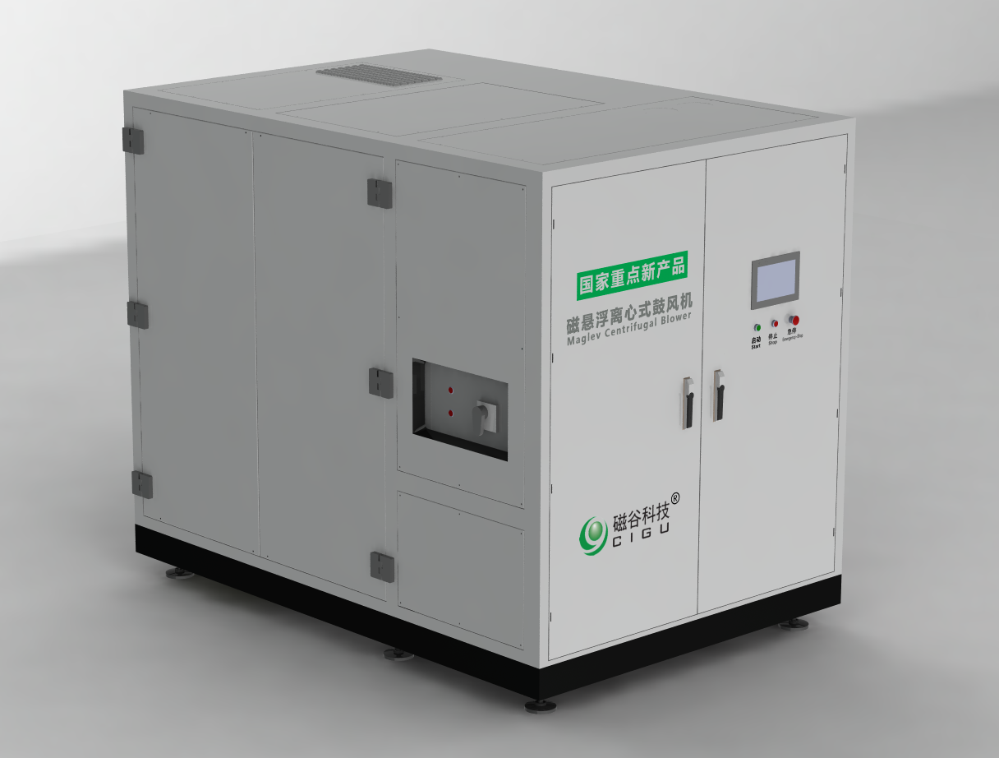 国家重点新产品
磁悬浮离心式鼓风机
Maglev Centrifugal Blower
启动
Start
停止
Stop
急停
Emergency-Stop
磁谷科技®
CIGU